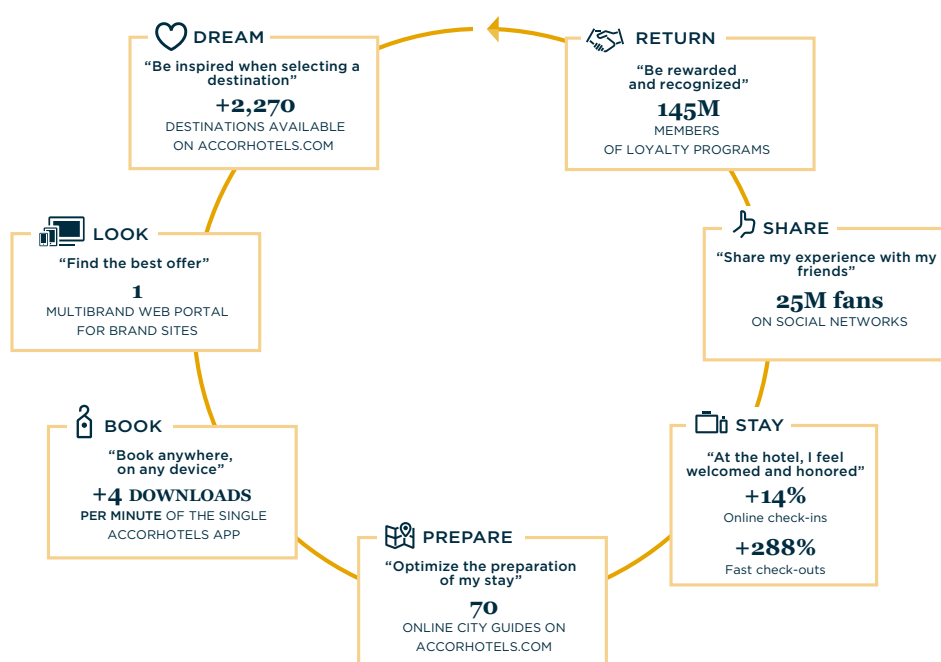 DREAM
“Be inspired when selecting a
destination”
+2,270
DESTINATIONS AVAILABLE
ON ACCORHOTELS.COM
LOOK
“Find the best offer”
1
MULTIBRAND WEB PORTAL
FOR BRAND SITES
BOOK
“Book anywhere,
on any device”
+4 DOWNLOADS
PER MINUTE OF THE SINGLE
ACCORHOTELS APP
PREPARE
“Optimize the preparation
of my stay”
70
ONLINE CITY GUIDES ON
ACCORHOTELS.COM
STAY
“At the hotel, I feel
welcomed and honored”
+14%
Online check-ins
+288%
Fast check-outs
SHARE
“Share my experience with my
friends”
25M fans
ON SOCIAL NETWORKS
RETURN
“Be rewarded
and recognized”
145M
MEMBERS
OF LOYALTY PROGRAMS